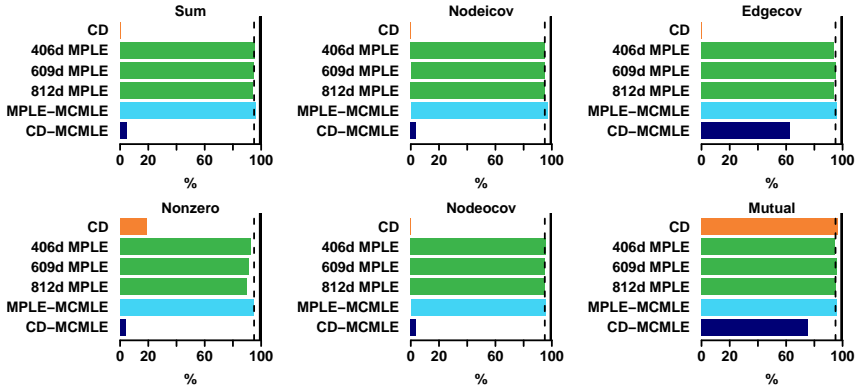 Sum
CD
406d MPLE
609d MPLE
812d MPLE
MPLE−MCMLE
CD−MCMLE
0 20 60 100
%
Nodeicov
CD
406d MPLE
609d MPLE
812d MPLE
MPLE−MCMLE
CD−MCMLE
0 20 60 100
%
Edgecov
CD
406d MPLE
609d MPLE
812d MPLE
MPLE−MCMLE
CD−MCMLE
0 20 60 100
%
Nonzero
CD
406d MPLE
609d MPLE
812d MPLE
MPLE−MCMLE
CD−MCMLE
0 20 60 100
%
Nodeocov
CD
406d MPLE
609d MPLE
812d MPLE
MPLE−MCMLE
CD−MCMLE
0 20 60 100
%
Mutual
CD
406d MPLE
609d MPLE
812d MPLE
MPLE−MCMLE
CD−MCMLE
0 20 60 100
%